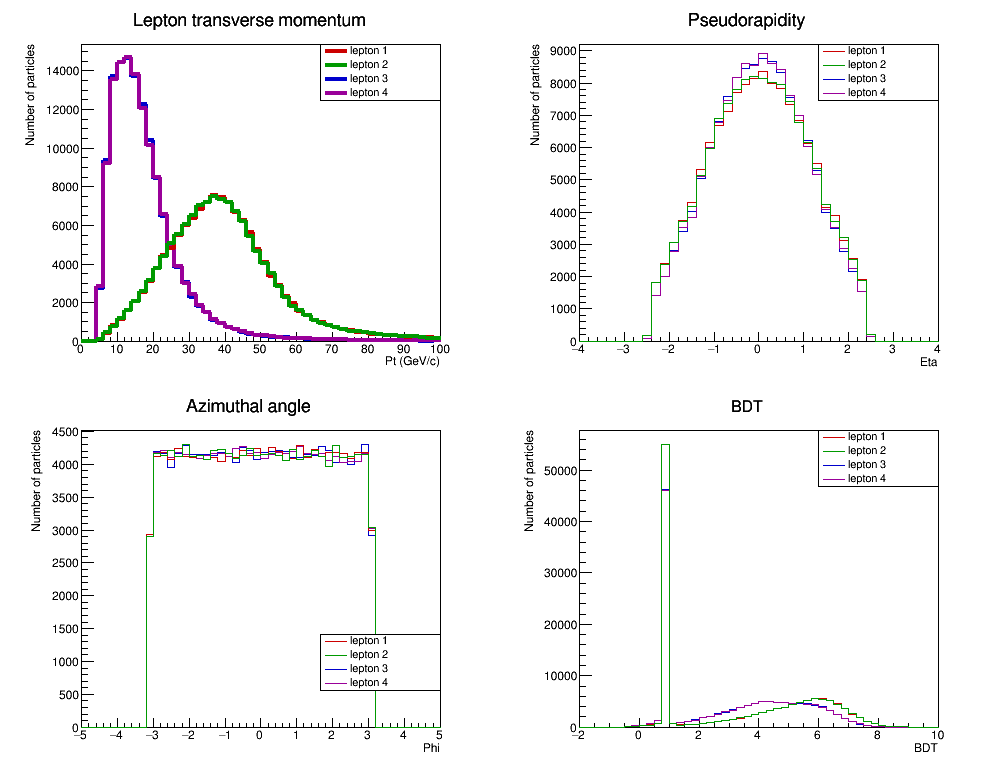 Lepton transverse momentum
Number of particles
14000
12000
10000
8000
6000
4000
2000
0
lepton 1
lepton 2
lepton 3
lepton 4
0 10 20 30 40 50 60 70 80 90 100
Pt (GeV/c)
Pseudorapidity
Number of particles
9000
8000
7000
6000
5000
4000
3000
2000
1000
0
lepton 1
lepton 2
lepton 3
lepton 4
−4 −3 −2 −1 0 1 2 3 4
Eta
Azimuthal angle
Number of particles
4500
4000
3500
3000
2500
2000
1500
1000
500
0
lepton 1
lepton 2
lepton 3
lepton 4
−5 −4 −3 −2 −1 0 1 2 3 4 5
Phi
BDT
Number of particles
50000
40000
30000
20000
10000
0
lepton 1
lepton 2
lepton 3
lepton 4
−2 0 2 4 6 8 10
BDT